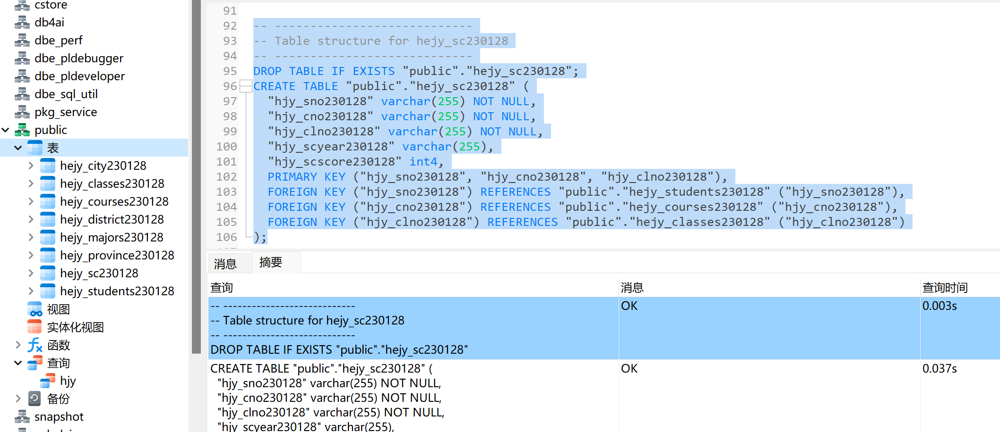 cstore
db4ai
dbe_perf
dbe_pldebugger
dbe_pldeveloper
dbe_sql_util
pkg_service
public
表
hejy_city230128
hejy_classes230128
hejy_courses230128
hejy_district230128
hejy_majors230128
hejy_province230128
hejy_sc230128
hejy_students230128
视图
实体化视图
函数
查询
hjy
备份
snapshot
91
92 -- ----------------------------
93 -- Table structure for hejy_sc230128
94 -- ----------------------------
95 DROP TABLE IF EXISTS "public"."hejy_sc230128";
96 CREATE TABLE "public"."hejy_sc230128" (
97 "hjy_sno230128" varchar(255) NOT NULL,
98 "hjy_cno230128" varchar(255) NOT NULL,
99 "hjy_clno230128" varchar(255) NOT NULL,
100 "hjy_scyear230128" varchar(255),
101 "hjy_scscore230128" int4,
102 PRIMARY KEY ("hjy_sno230128", "hjy_cno230128", "hjy_clno230128"),
103 FOREIGN KEY ("hjy_sno230128") REFERENCES "public"."hejy_students230128" ("hjy_sno230128"),
104 FOREIGN KEY ("hjy_cno230128") REFERENCES "public"."hejy_courses230128" ("hjy_cno230128"),
105 FOREIGN KEY ("hjy_clno230128") REFERENCES "public"."hejy_classes230128" ("hjy_clno230128")
106 );
消息 摘要
查询 消息 查询时间
-- ---------------------------- OK 0.003s
-- Table structure for hejy_sc230128
-- ----------------------------
DROP TABLE IF EXISTS "public"."hejy_sc230128"
CREATE TABLE "public"."hejy_sc230128" ( OK 0.037s
"hjy_sno230128" varchar(255) NOT NULL,
"hjy_cno230128" varchar(255) NOT NULL,
"hjy_clno230128" varchar(255) NOT NULL,
"hjy_scyear230128" varchar(255),